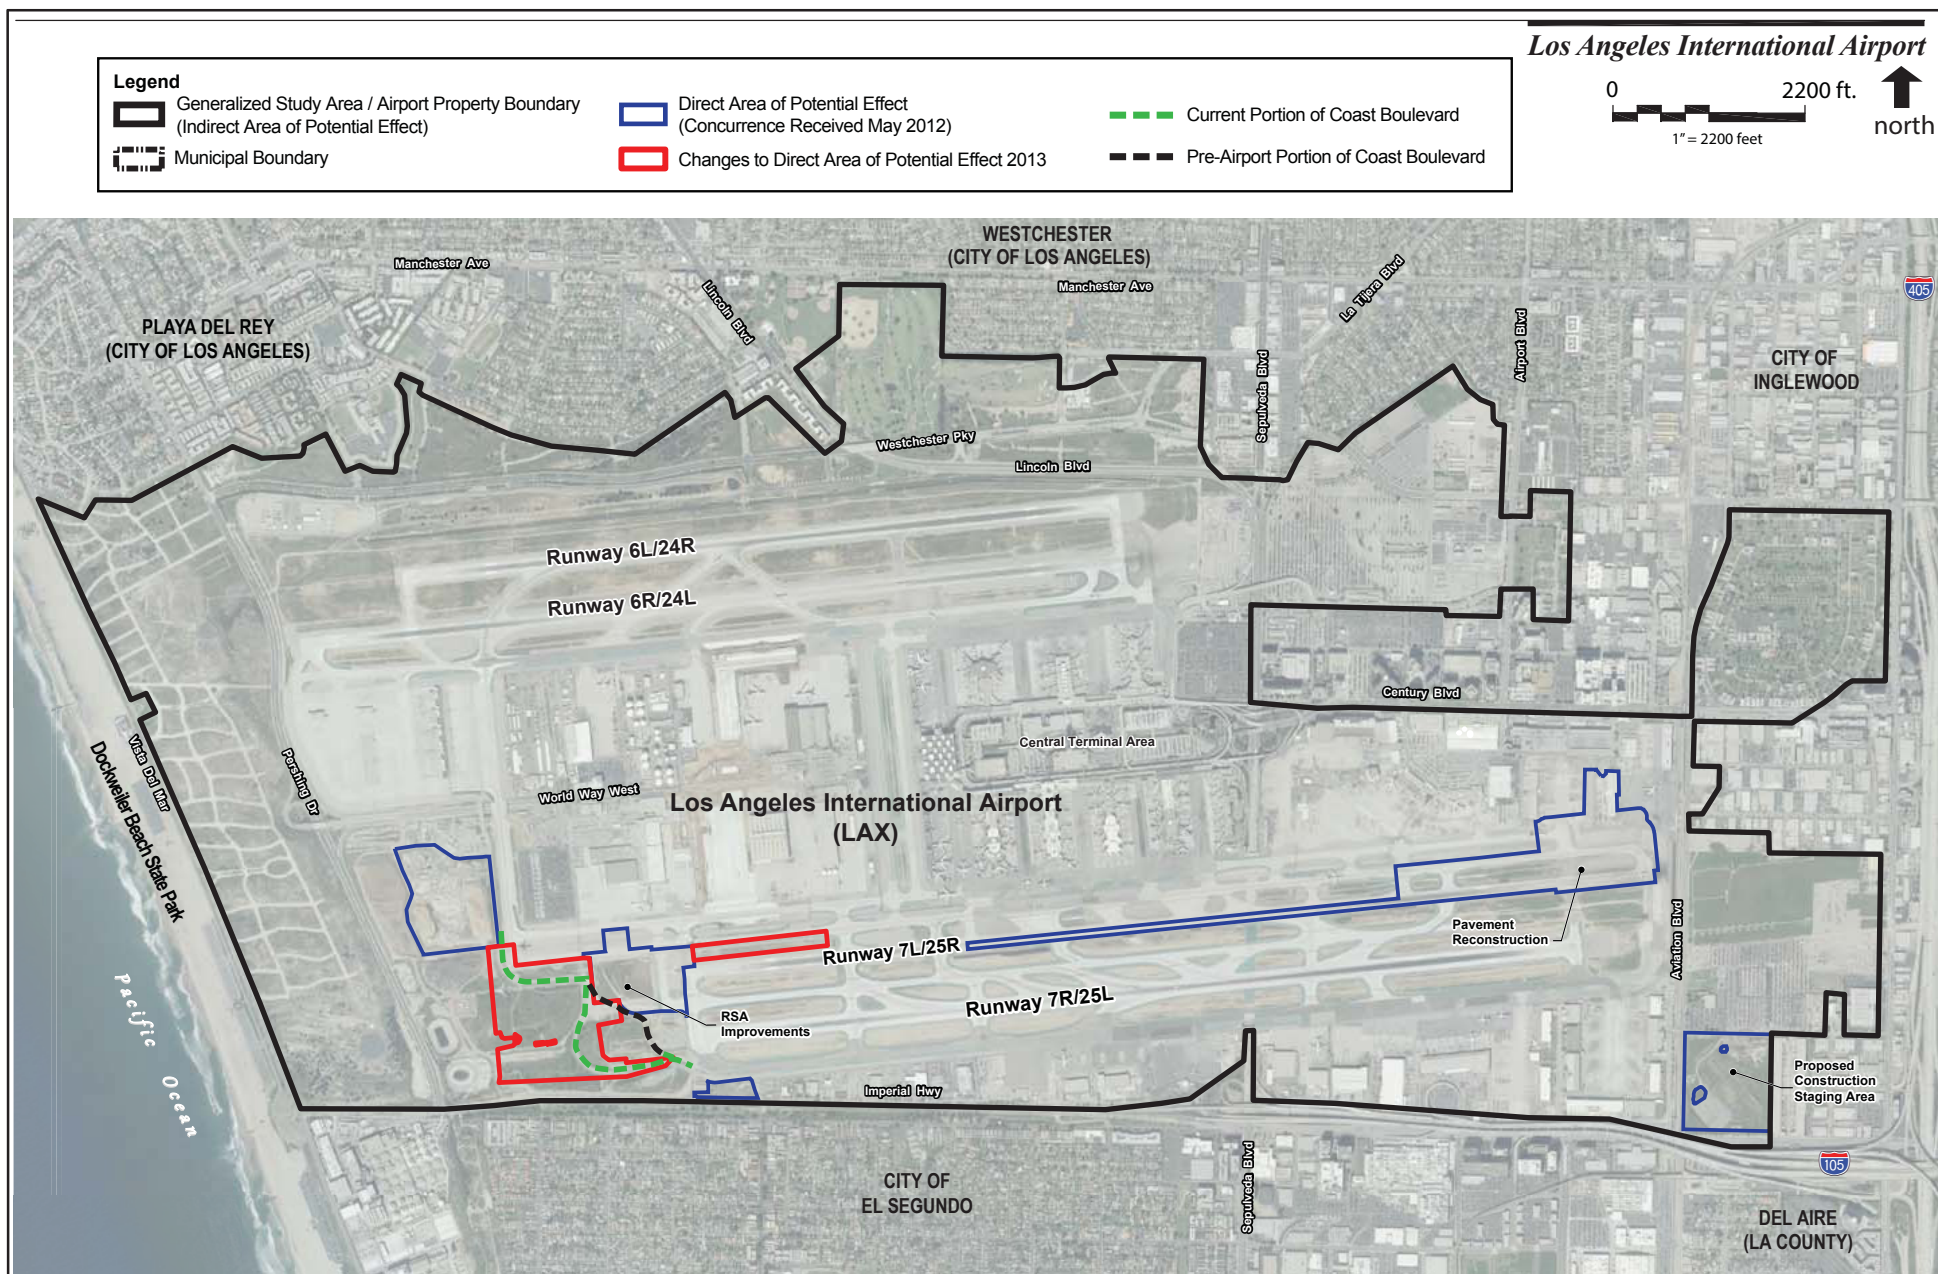 Los Angeles International Airport
0 2200 ft.
1" = 2200 feet
north
Legend
Generalized Study Area / Airport Property Boundary
(Indirect Area of Potential Effect)
Municipal Boundary
Direct Area of Potential Effect
(Concurrence Received May 2012)
Changes to Direct Area of Potential Effect 2013
Current Portion of Coast Boulevard
Pre-Airport Portion of Coast Boulevard
WESTCHESTER
(CITY OF LOS ANGELES)
Manchester Ave
Manchester Ave
La Tijera Blvd
405
Lincoln Blvd
PLAYA DEL REY
(CITY OF LOS ANGELES)
Airport Blvd
CITY OF
INGLEWOOD
Sepulveda Blvd
Westchester Pky
Lincoln Blvd
Runway 6L/24R
Runway 6R/24L
Century Blvd
Central Terminal Area
Vista Del Mar
Dockweiler Beach State Park
Pershing Dr
World Way West
Los Angeles International Airport
(LAX)
Pavement
Reconstruction
Aviation Blvd
Runway 7L/25R
Runway 7R/25L
RSA
Improvements
Pacific Ocean
Imperial Hwy
Proposed
Construction
Staging Area
105
Sepulveda Blvd
CITY OF
EL SEGUNDO
DEL AIRE
(LA COUNTY)